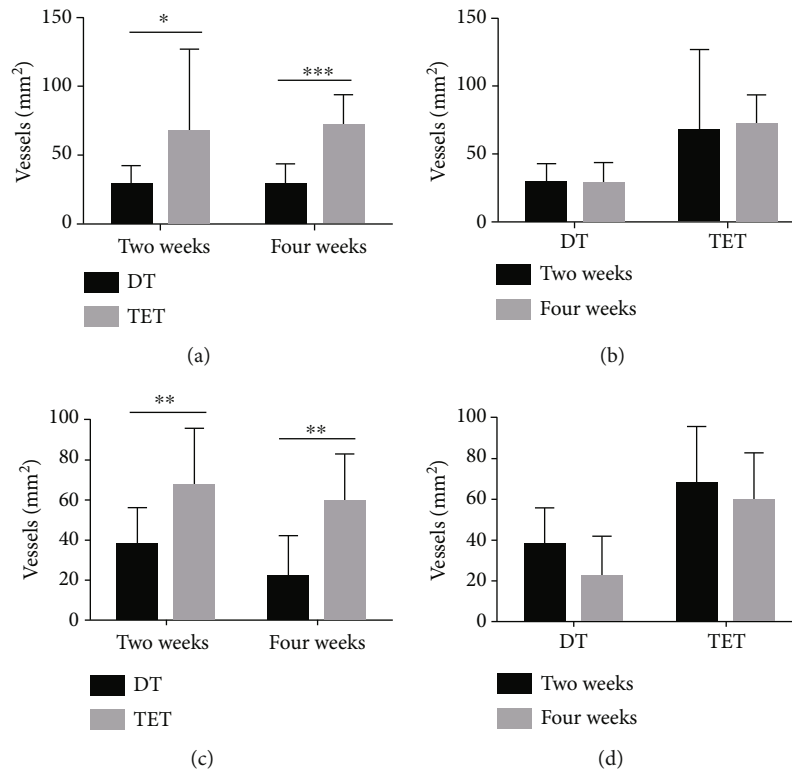 150
100
50
0
Vessels (mm²)
*
***
Two weeks
Four weeks
DT
TET
(a)
150
100
50
0
Vessels (mm²)
DT
TET
Two weeks
Four weeks
(b)
100
80
60
40
20
0
Vessels (mm²)
**
**
Two weeks
Four weeks
DT
TET
(c)
100
80
60
40
20
0
Vessels (mm²)
DT
TET
Two weeks
Four weeks
(d)